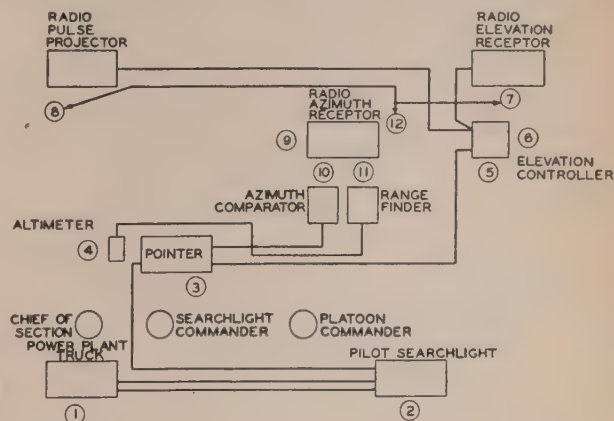 RADIO
PULSE
PROJECTOR
RADIO
ELEVATION
RECEPTOR
8
RADIO
AZIMUTH
RECEPTOR
12
7
9
6
5
ELEVATION
CONTROLLER
10
11
AZIMUTH
COMPARATOR
RANGE
FINDER
ALTIMETER
4
POINTER
3
CHIEF OF
SECTION
SEARCHLIGHT
COMMANDER
PLATOON
COMMANDER
POWER PLANT
TRUCK
PILOT SEARCHLIGHT
1
2